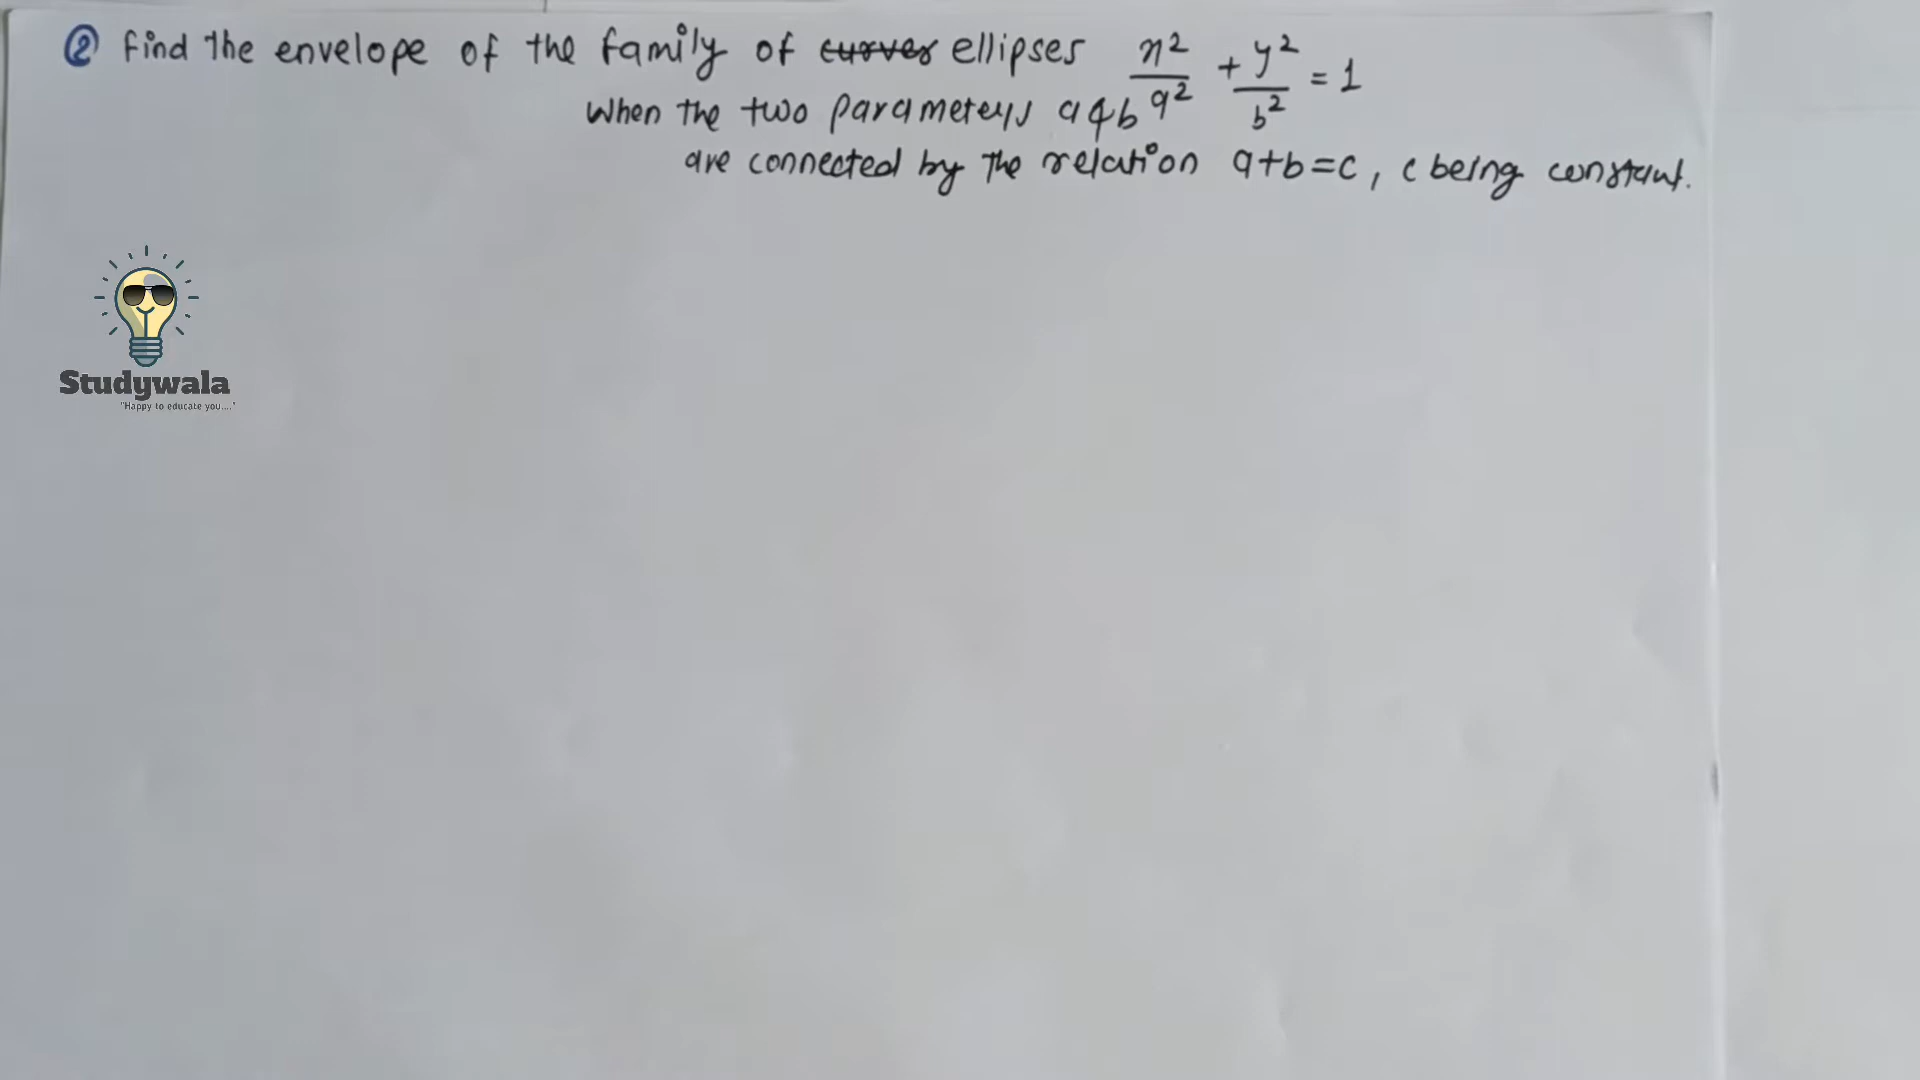 ② find the envelope of the family of curves ellipses x²/a² + y²/b² = 1
When the two parameters a & b
are connected by the relation a+b=c, c being constant.
Studywala
"Happy to educate you...."